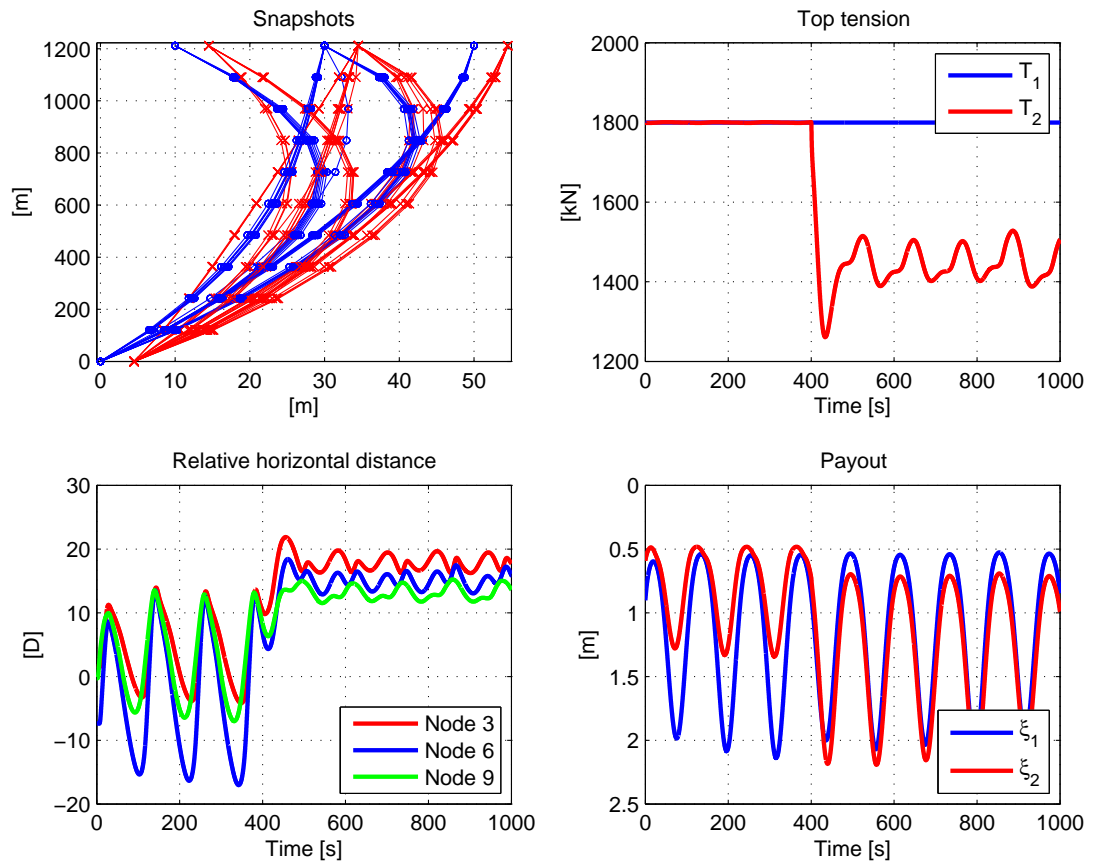 Snapshots
1200
1000
800
600
400
200
0
[m]
0
10
20
30
40
50
[m]
Top tension
2000
1800
1600
1400
1200
[kN]
0
200
400
600
800
1000
Time [s]
T1
T2
Relative horizontal distance
30
20
10
0
−10
−20
[D]
0
200
400
600
800
1000
Time [s]
Node 3
Node 6
Node 9
Payout
0
0.5
1
1.5
2
2.5
[m]
0
200
400
600
800
1000
Time [s]
ξ1
ξ2